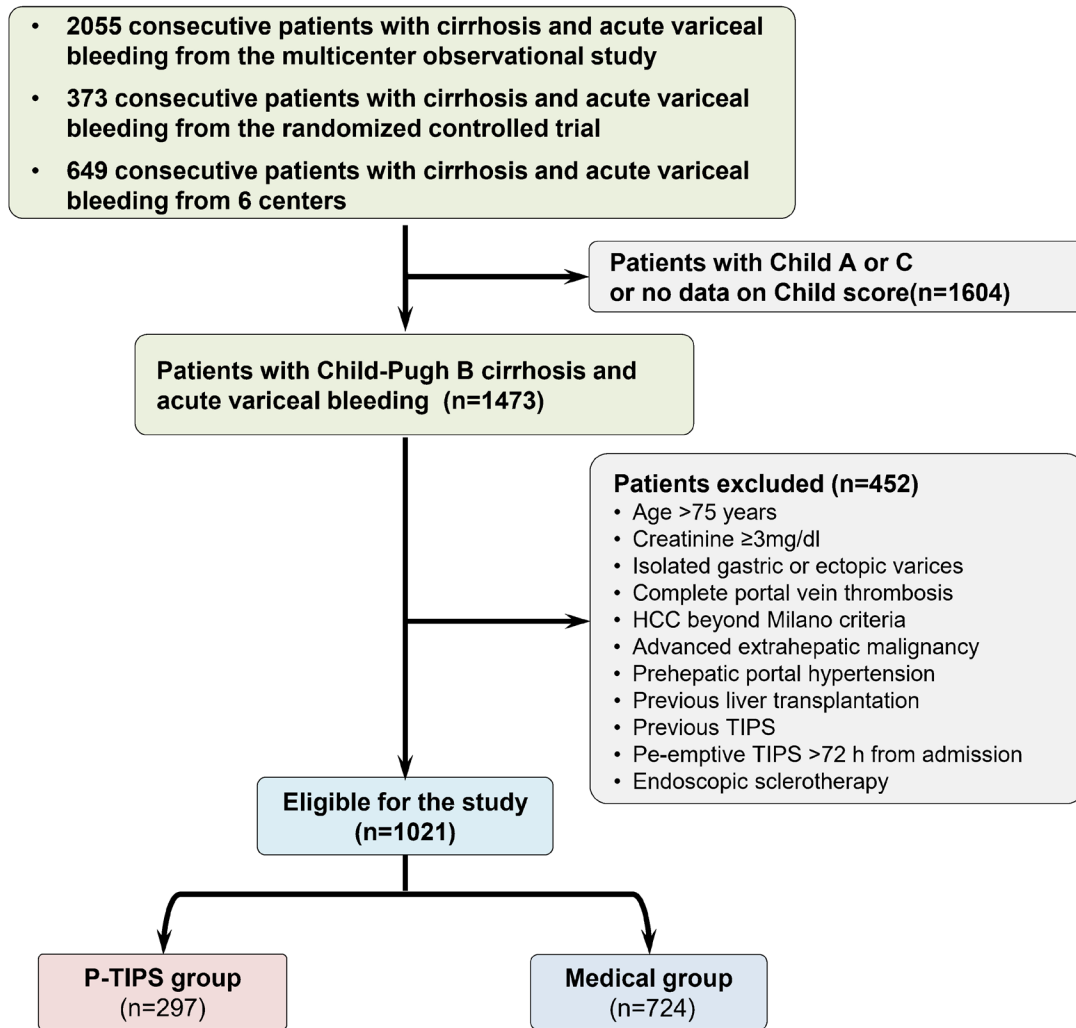 • 2055 consecutive patients with cirrhosis and acute variceal
bleeding from the multicenter observational study
• 373 consecutive patients with cirrhosis and acute variceal
bleeding from the randomized controlled trial
• 649 consecutive patients with cirrhosis and acute variceal
bleeding from 6 centers
Patients with Child A or C
or no data on Child score(n=1604)
Patients with Child-Pugh B cirrhosis and
acute variceal bleeding (n=1473)
Patients excluded (n=452)
• Age >75 years
• Creatinine ≥3mg/dl
• Isolated gastric or ectopic varices
• Complete portal vein thrombosis
• HCC beyond Milano criteria
• Advanced extrahepatic malignancy
• Prehepatic portal hypertension
• Previous liver transplantation
• Previous TIPS
• Pe-emptive TIPS >72 h from admission
• Endoscopic sclerotherapy
Eligible for the study
(n=1021)
P-TIPS group
(n=297)
Medical group
(n=724)